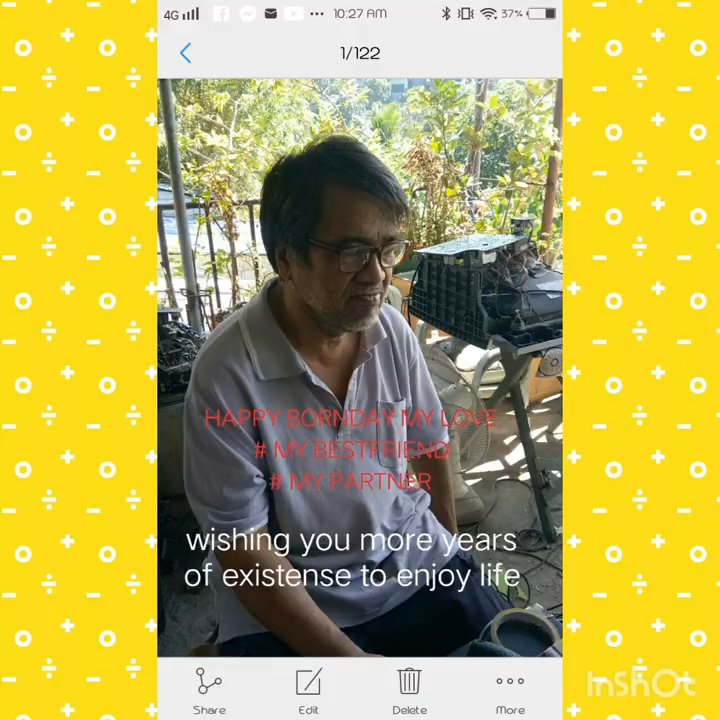 4G 10:27 AM 37%
1/122
HAPPY BORNDAY MY LOVE
# MY BESTFRIEND
# MY PARTNER
wishing you more years
of existense to enjoy life
Share Edit Delete More
InShOt